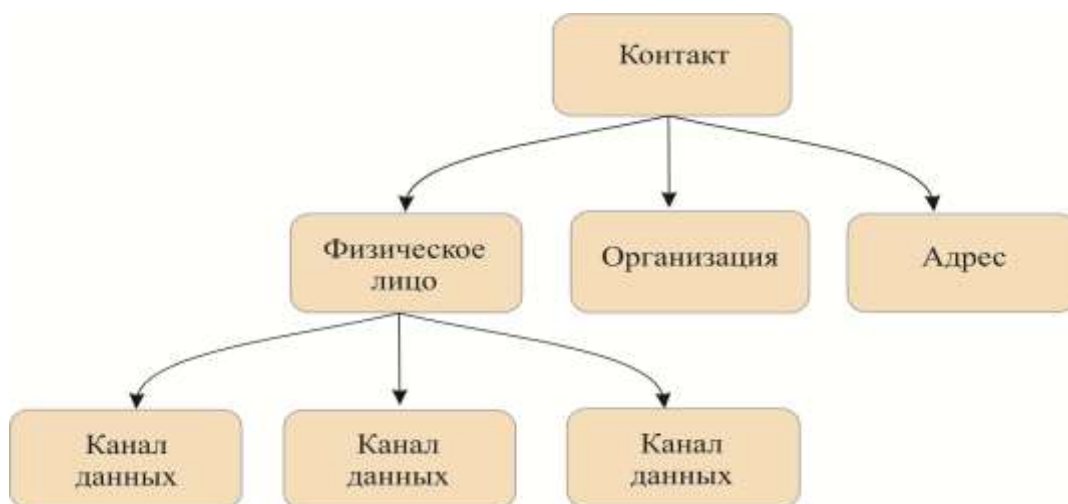 Контакт
Физическое
лицо
Организация
Адрес
Канал
данных
Канал
данных
Канал
данных